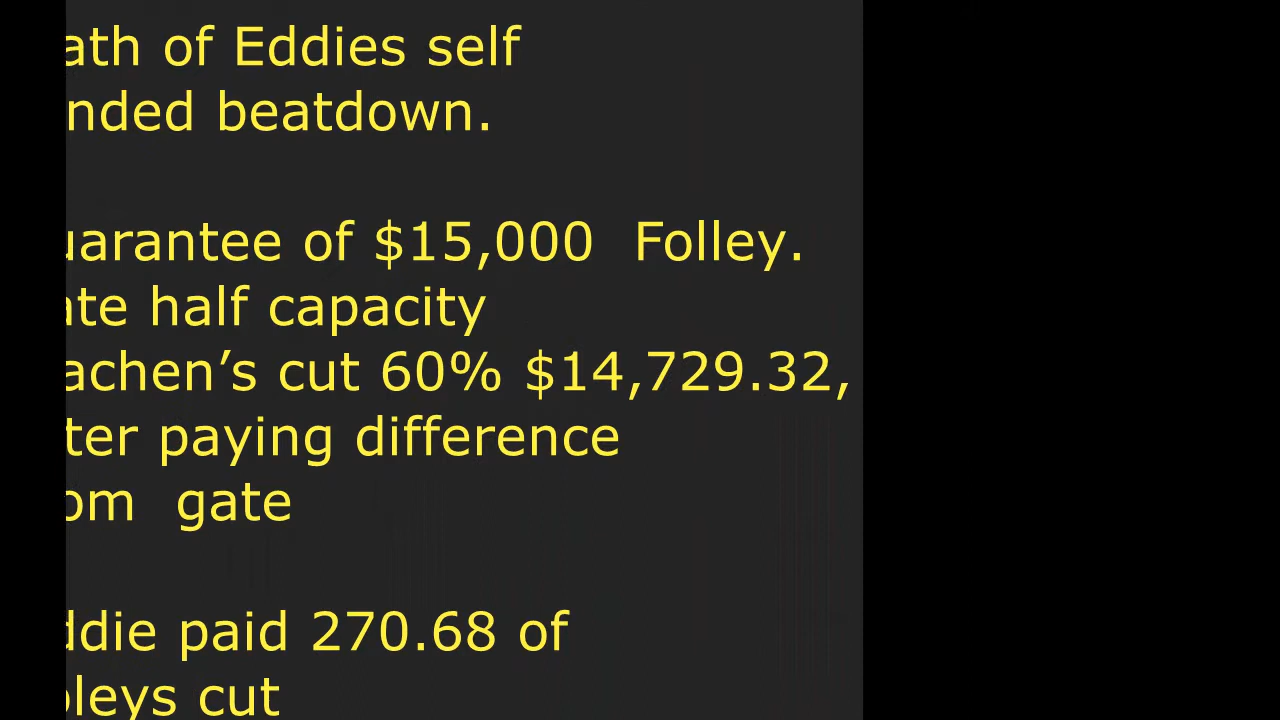 ath of Eddies self
nded beatdown.
uarantee of $15,000 Folley.
ate half capacity
achen’s cut 60% $14,729.32,
ter paying difference
om gate
ddie paid 270.68 of
oleys cut